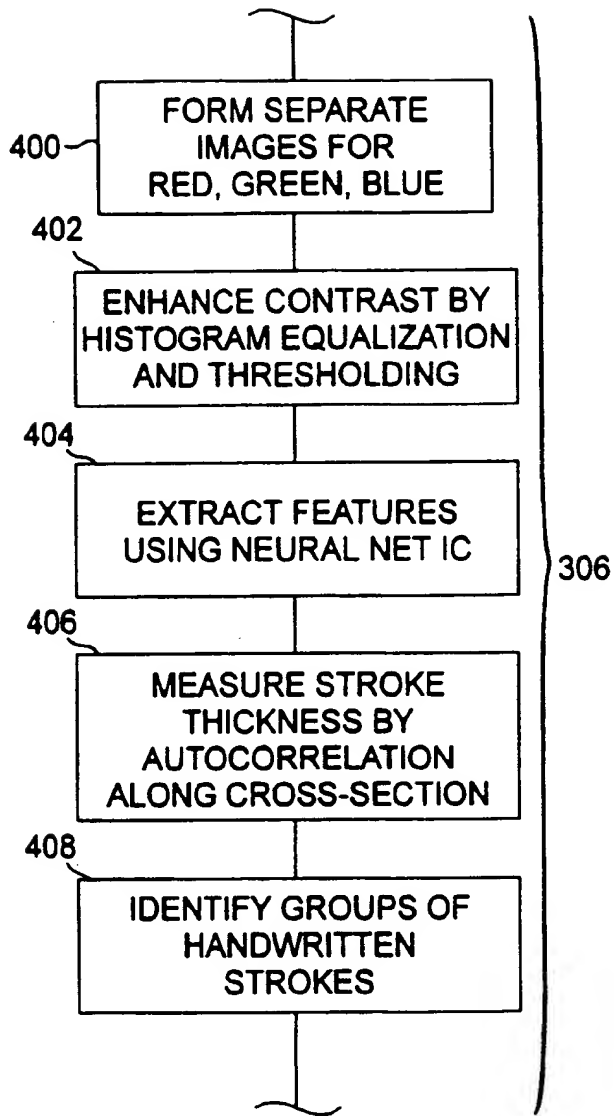 400
FORM SEPARATE
IMAGES FOR
RED, GREEN, BLUE
402
ENHANCE CONTRAST BY
HISTOGRAM EQUALIZATION
AND THRESHOLDING
404
EXTRACT FEATURES
USING NEURAL NET IC
306
406
MEASURE STROKE
THICKNESS BY
AUTOCORRELATION
ALONG CROSS-SECTION
408
IDENTIFY GROUPS OF
HANDWRITTEN
STROKES